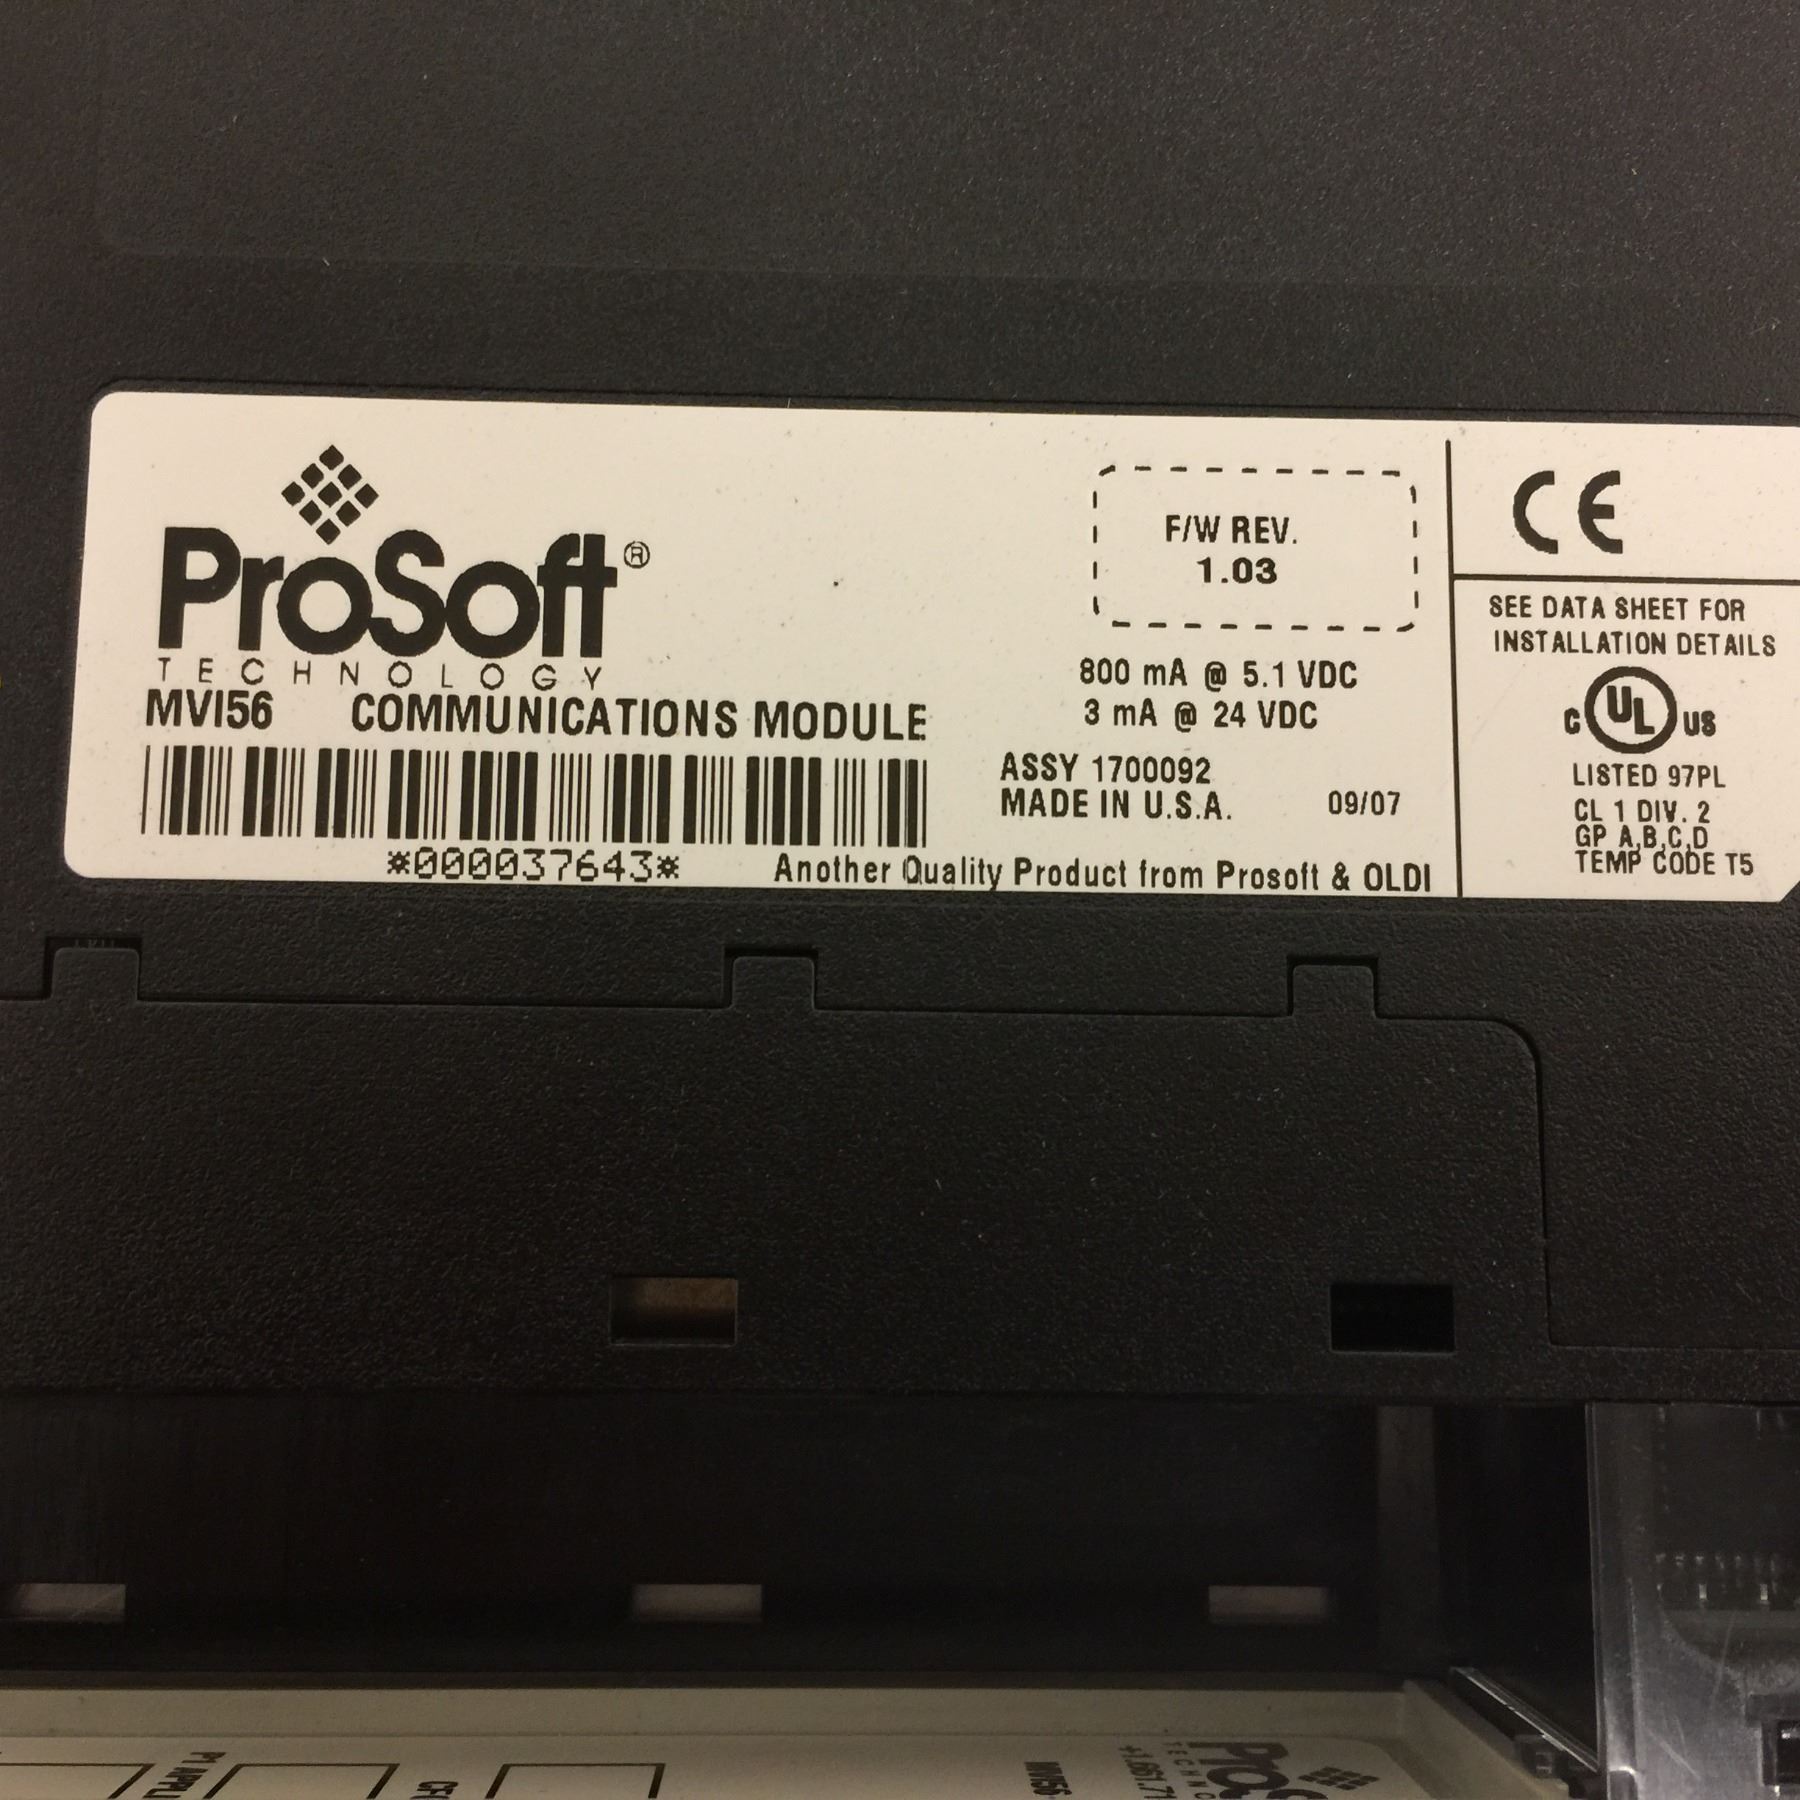 ProSoft®
TECHNOLOGY
MVI56 COMMUNICATIONS MODULE
*000037643*
F/W REV.
1.03
800 mA @ 5.1 VDC
3 mA @ 24 VDC
ASSY 1700092
MADE IN U.S.A. 09/07
Another Quality Product from Prosoft & OLDI
CE
SEE DATA SHEET FOR
INSTALLATION DETAILS
C UL US
LISTED 97PL
CL 1 DIV. 2
GP A,B,C,D
TEMP CODE T5
MVI56